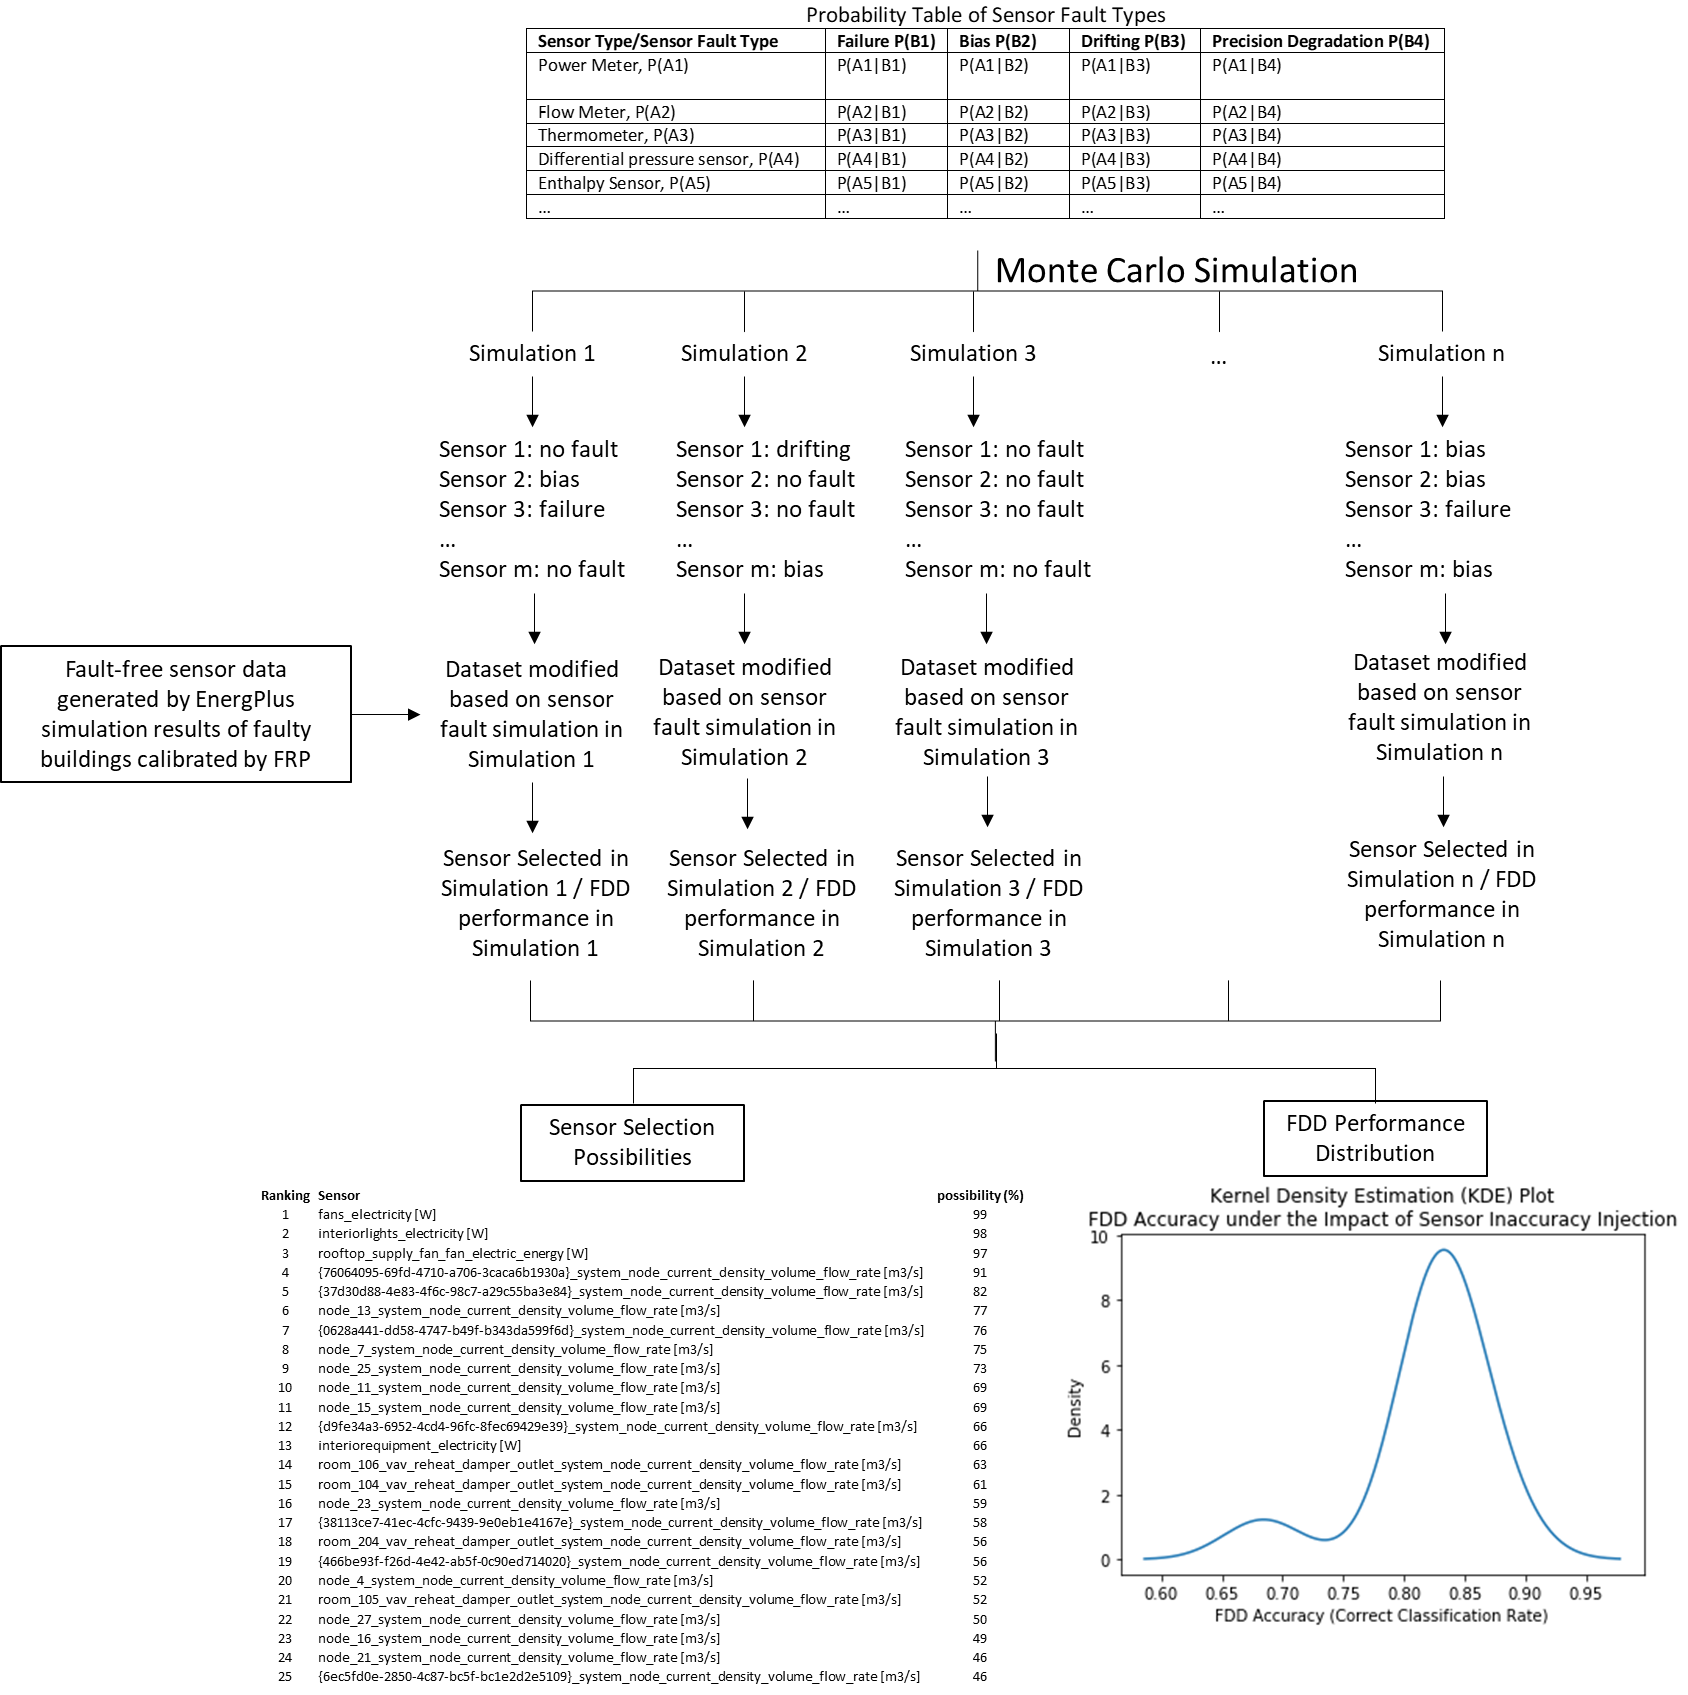 Probability Table of Sensor Fault Types
Sensor Type/Sensor Fault Type Failure P(B1) Bias P(B2) Drifting P(B3) Precision Degradation P(B4)
Power Meter, P(A1) P(A1|B1) P(A1|B2) P(A1|B3) P(A1|B4)
Flow Meter, P(A2) P(A2|B1) P(A2|B2) P(A2|B3) P(A2|B4)
Thermometer, P(A3) P(A3|B1) P(A3|B2) P(A3|B3) P(A3|B4)
Differential pressure sensor, P(A4) P(A4|B1) P(A4|B2) P(A4|B3) P(A4|B4)
Enthalpy Sensor, P(A5) P(A5|B1) P(A5|B2) P(A5|B3) P(A5|B4)
... ... ... ... ...
Monte Carlo Simulation
Simulation 1
Simulation 2
Simulation 3
...
Simulation n
Sensor 1: no fault
Sensor 2: bias
Sensor 3: failure
...
Sensor m: no fault
Sensor 1: drifting
Sensor 2: no fault
Sensor 3: no fault
...
Sensor m: bias
Sensor 1: no fault
Sensor 2: no fault
Sensor 3: no fault
...
Sensor m: no fault
Sensor 1: bias
Sensor 2: bias
Sensor 3: failure
...
Sensor m: bias
Fault-free sensor data
generated by EnergPlus
simulation results of faulty
buildings calibrated by FRP
Dataset modified
based on sensor
fault simulation in
Simulation 1
Dataset modified
based on sensor
fault simulation in
Simulation 2
Dataset modified
based on sensor
fault simulation in
Simulation 3
Dataset modified
based on sensor
fault simulation in
Simulation n
Sensor Selected in
Simulation 1 / FDD
performance in
Simulation 1
Sensor Selected in
Simulation 2 / FDD
performance in
Simulation 2
Sensor Selected in
Simulation 3 / FDD
performance in
Simulation 3
Sensor Selected in
Simulation n / FDD
performance in
Simulation n
Sensor Selection
Possibilities
Ranking Sensor possibility (%)
1 fans_electricity [W] 99
2 interiorlights_electricity [W] 98
3 rooftop_supply_fan_fan_electric_energy [W] 97
4 {76064095-69fd-4710-a706-3caca6b1930a}_system_node_current_density_volume_flow_rate [m3/s] 91
5 {37d30d88-4e83-4f6c-98c7-a29c55ba3e84}_system_node_current_density_volume_flow_rate [m3/s] 82
6 node_13_system_node_current_density_volume_flow_rate [m3/s] 77
7 {0628a441-dd58-4747-b49f-b343da599f6d}_system_node_current_density_volume_flow_rate [m3/s] 76
8 node_7_system_node_current_density_volume_flow_rate [m3/s] 75
9 node_25_system_node_current_density_volume_flow_rate [m3/s] 73
10 node_11_system_node_current_density_volume_flow_rate [m3/s] 69
11 node_15_system_node_current_density_volume_flow_rate [m3/s] 69
12 {d9fe34a3-6952-4cd4-96fc-8fec69429e39}_system_node_current_density_volume_flow_rate [m3/s] 66
13 interiorequipment_electricity [W] 66
14 room_106_vav_reheat_damper_outlet_system_node_current_density_volume_flow_rate [m3/s] 63
15 room_104_vav_reheat_damper_outlet_system_node_current_density_volume_flow_rate [m3/s] 61
16 node_23_system_node_current_density_volume_flow_rate [m3/s] 59
17 {38113ce7-41ec-4cfc-9439-9e0eb1e4167e}_system_node_current_density_volume_flow_rate [m3/s] 58
18 room_204_vav_reheat_damper_outlet_system_node_current_density_volume_flow_rate [m3/s] 56
19 {466be93f-f26d-4e42-ab5f-0c90ed714020}_system_node_current_density_volume_flow_rate [m3/s] 56
20 node_4_system_node_current_density_volume_flow_rate [m3/s] 52
21 room_105_vav_reheat_damper_outlet_system_node_current_density_volume_flow_rate [m3/s] 52
22 node_27_system_node_current_density_volume_flow_rate [m3/s] 50
23 node_16_system_node_current_density_volume_flow_rate [m3/s] 49
24 node_21_system_node_current_density_volume_flow_rate [m3/s] 46
25 {6ec5fd0e-2850-4c87-bc5f-bc1e2d2e5109}_system_node_current_density_volume_flow_rate [m3/s] 46
FDD Performance
Distribution
Kernel Density Estimation (KDE) Plot
FDD Accuracy under the Impact of Sensor Inaccuracy Injection
10
8
6
4
2
0
Density
0.60 0.65 0.70 0.75 0.80 0.85 0.90 0.95
FDD Accuracy (Correct Classification Rate)